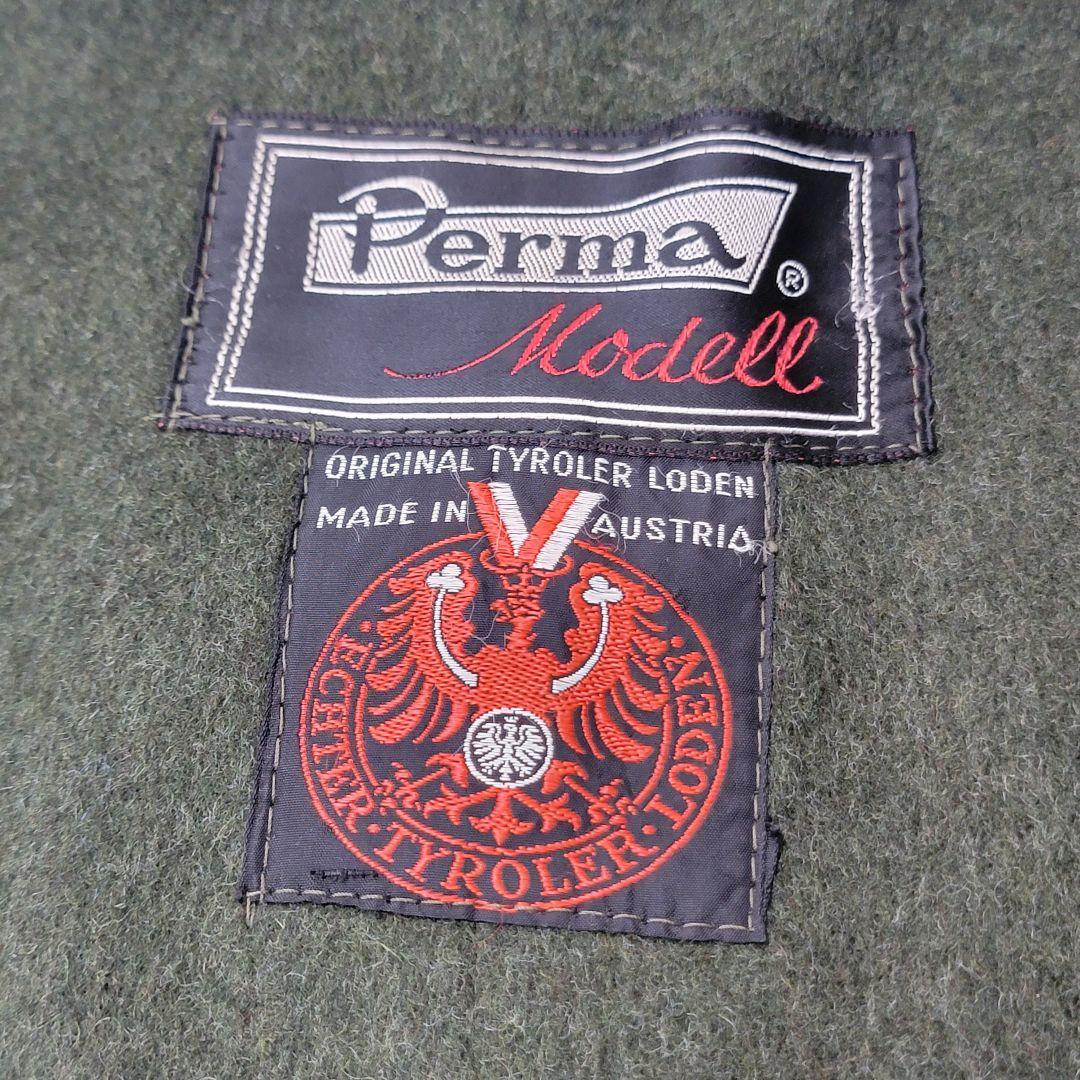 Perma ®
Modell
ORIGINAL TYROLER LODEN
MADE IN AUSTRIA
· ECHTER · TYROLER · LODEN ·